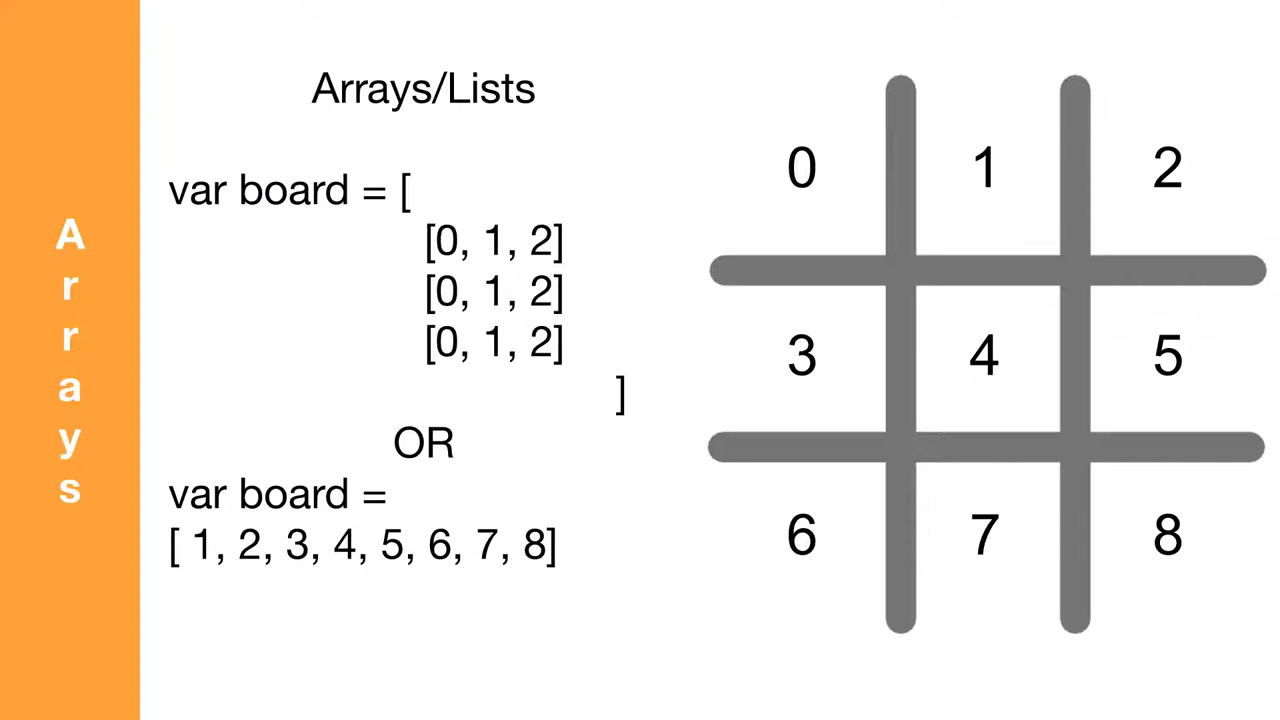 Arrays
Arrays/Lists
var board = [
[0, 1, 2]
[0, 1, 2]
[0, 1, 2]
]
OR
var board =
[ 1, 2, 3, 4, 5, 6, 7, 8]
0 1 2
3 4 5
6 7 8